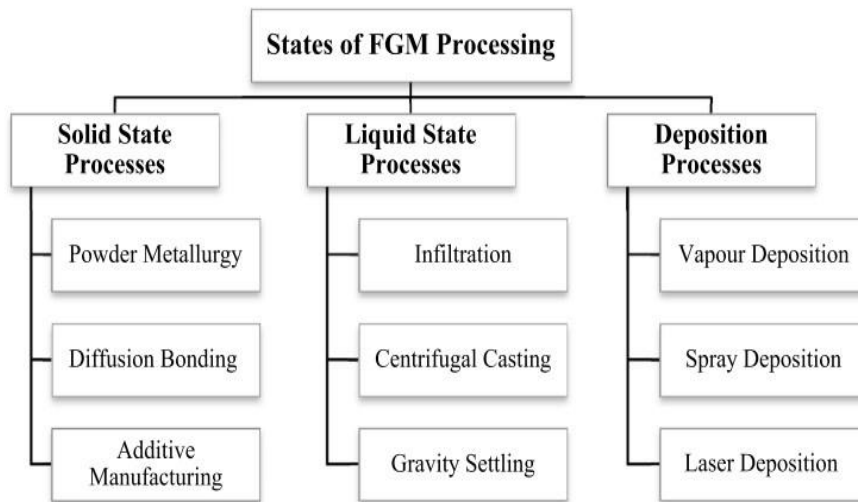 States of FGM Processing
Solid State
Processes
Liquid State
Processes
Deposition
Processes
Powder Metallurgy
Infiltration
Vapour Deposition
Diffusion Bonding
Centrifugal Casting
Spray Deposition
Additive
Manufacturing
Gravity Settling
Laser Deposition